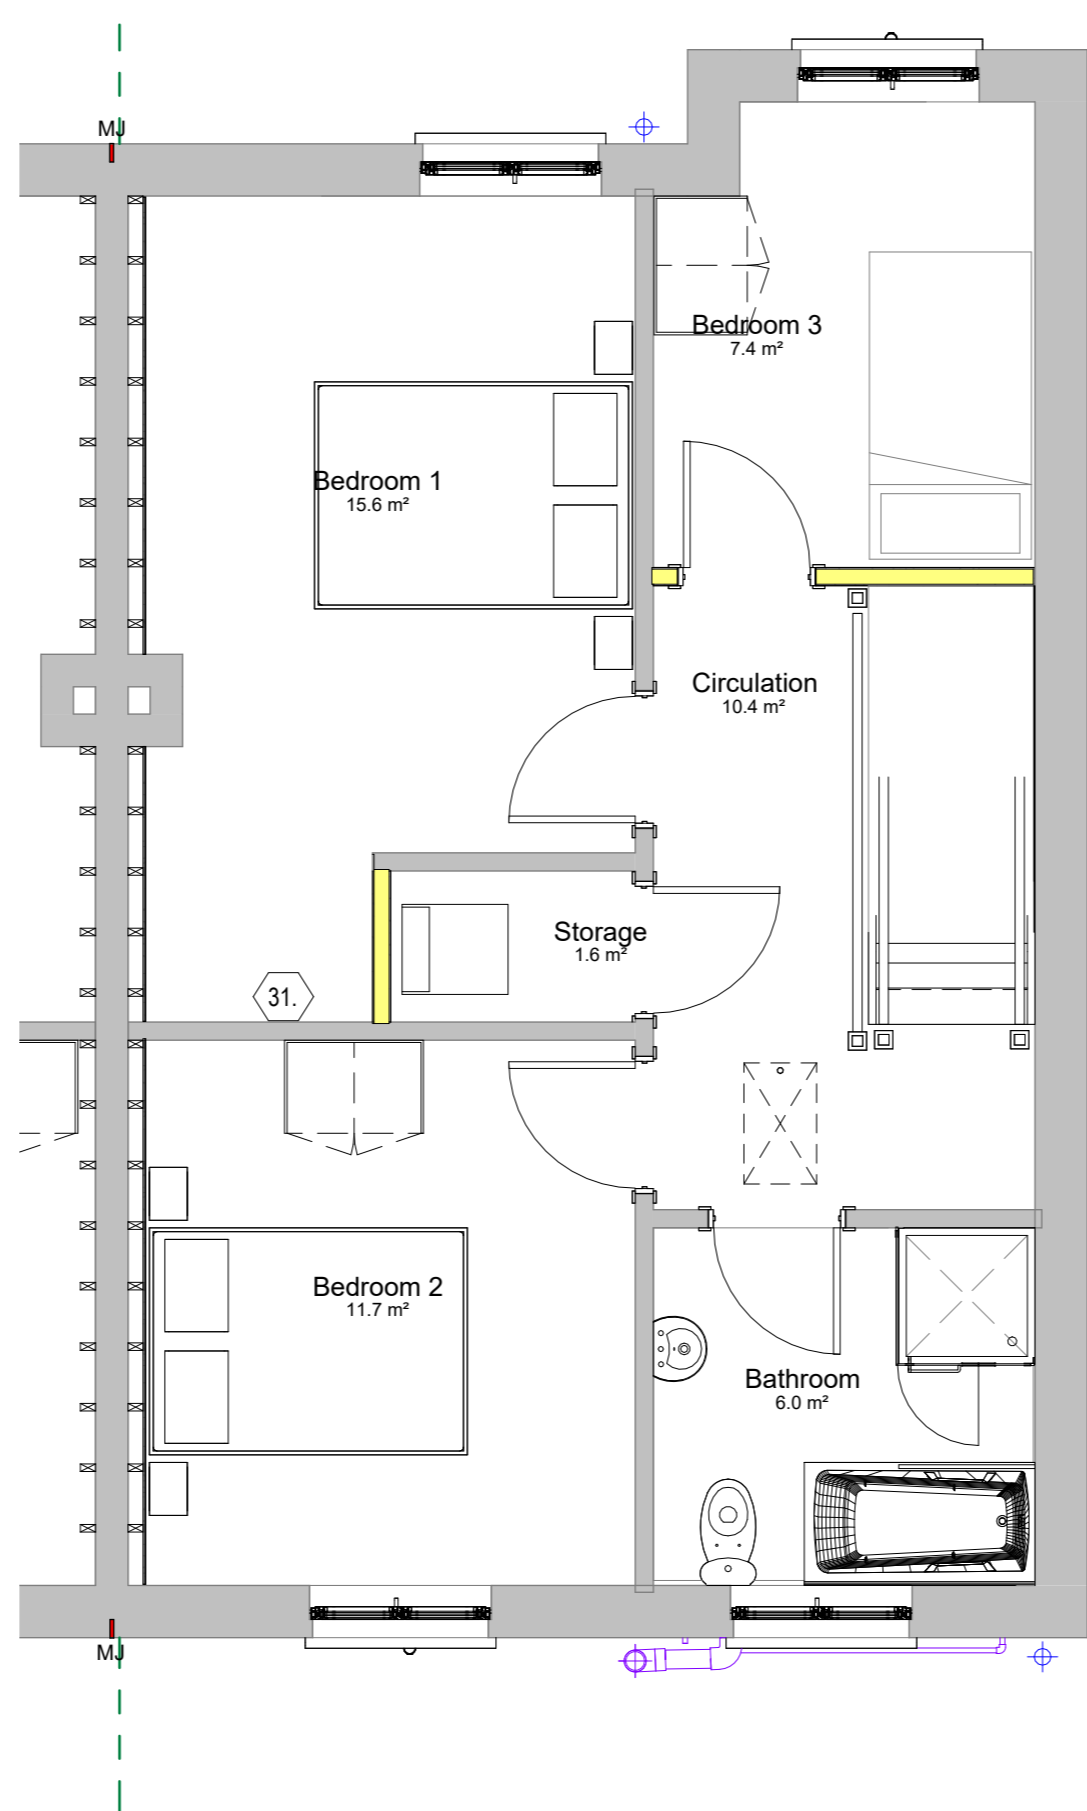 MJ
Bedroom 3
7.4 m²
Bedroom 1
15.6 m²
Circulation
10.4 m²
Storage
1.6 m²
31.
Bedroom 2
11.7 m²
Bathroom
6.0 m²
MJ